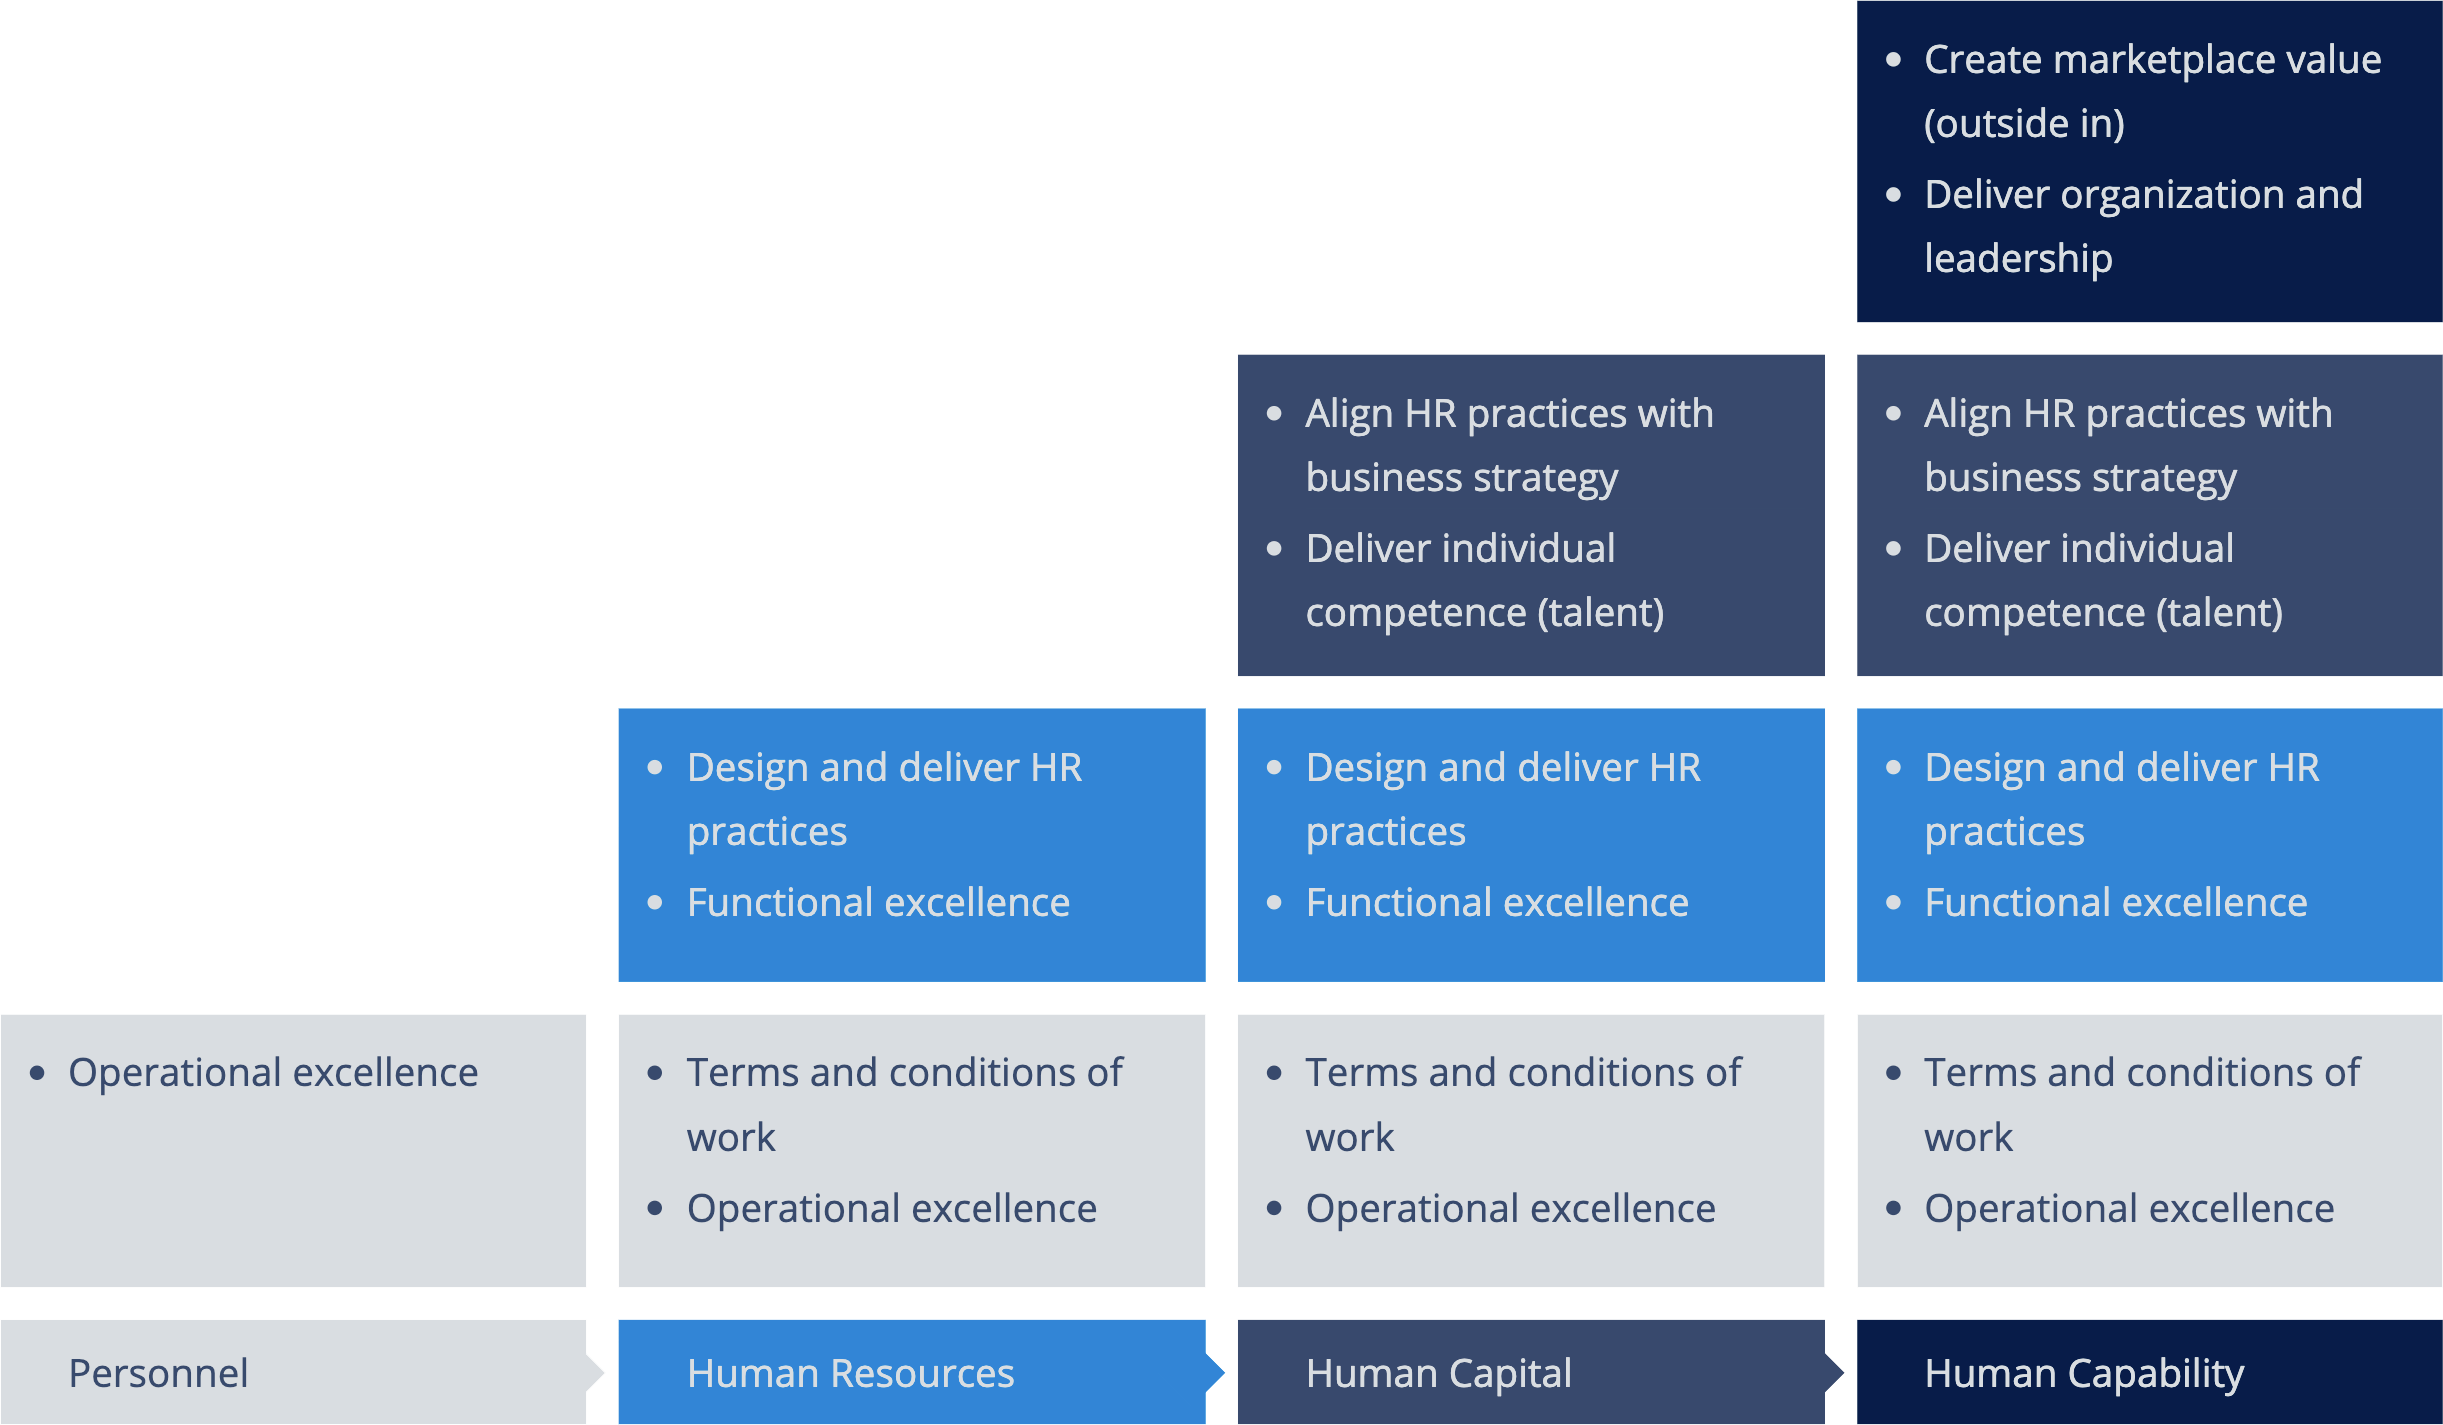 • Create marketplace value
(outside in)
• Deliver organization and
leadership
• Align HR practices with
business strategy
• Deliver individual
competence (talent)
• Align HR practices with
business strategy
• Deliver individual
competence (talent)
• Design and deliver HR
practices
• Functional excellence
• Design and deliver HR
practices
• Functional excellence
• Design and deliver HR
practices
• Functional excellence
• Operational excellence
• Terms and conditions of
work
• Operational excellence
• Terms and conditions of
work
• Operational excellence
• Terms and conditions of
work
• Operational excellence
Personnel
Human Resources
Human Capital
Human Capability